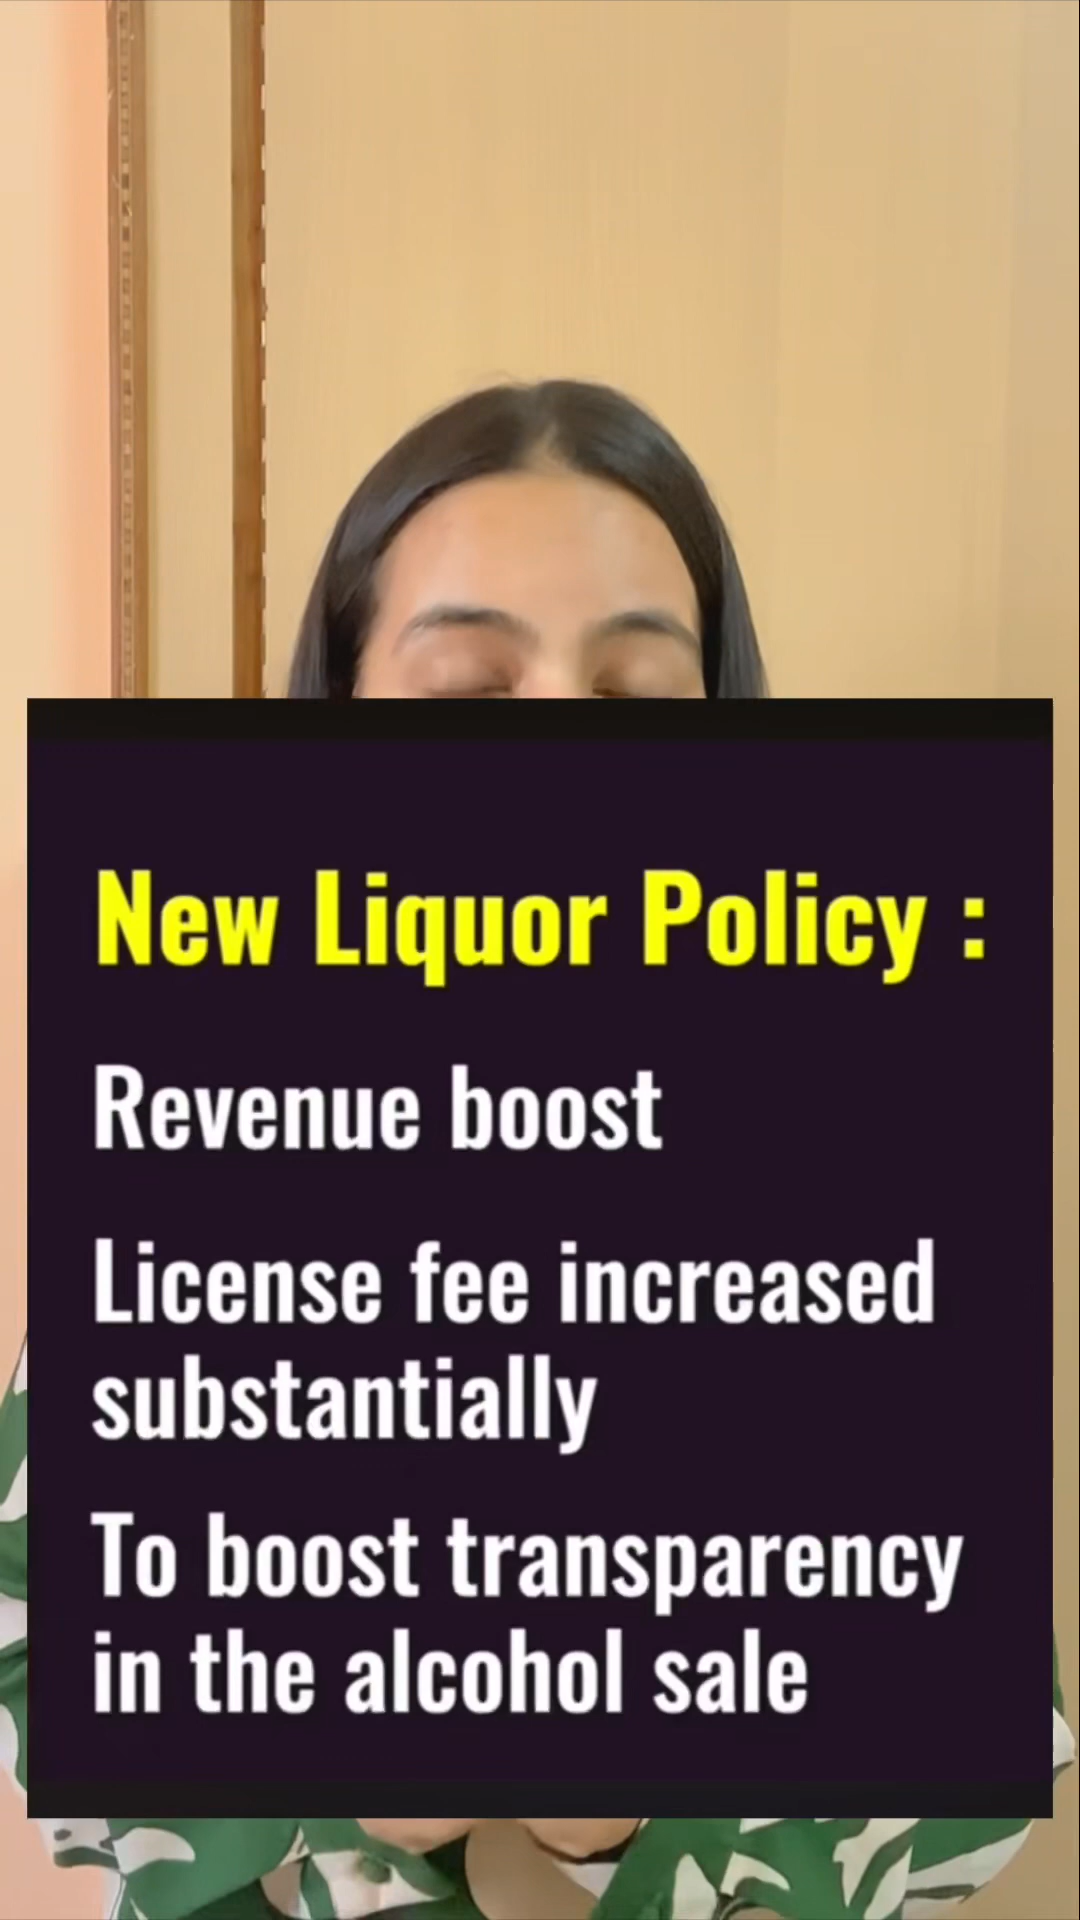 New Liquor Policy :
Revenue boost
License fee increased
substantially
To boost transparency
in the alcohol sale